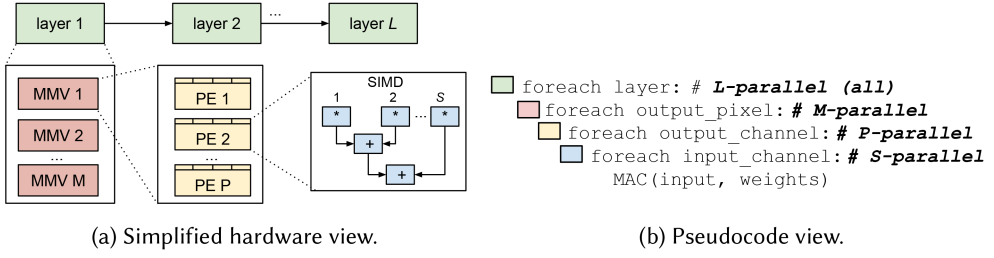 layer 1
layer 2
...
layer L
MMV 1
MMV 2
...
MMV M
PE 1
PE 2
...
PE P
SIMD
1 2 ... S
* * *
+
+
foreach layer: # L-parallel (all)
foreach output_pixel: # M-parallel
foreach output_channel: # P-parallel
foreach input_channel: # S-parallel
MAC(input, weights)
(a) Simplified hardware view.
(b) Pseudocode view.